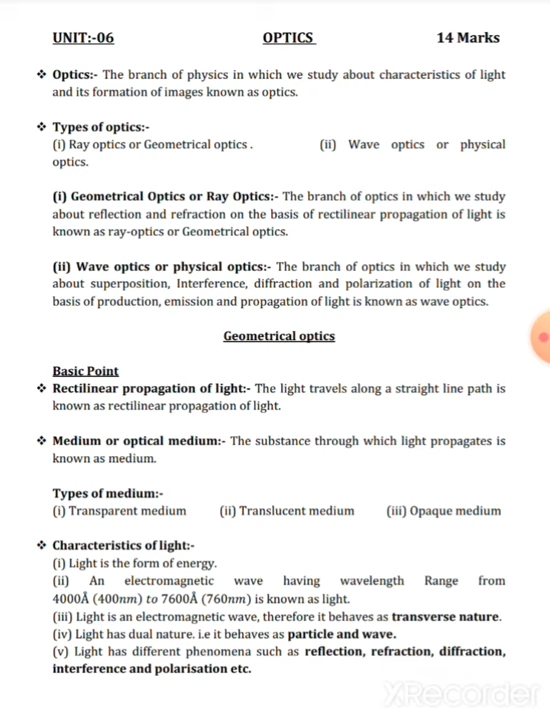 UNIT:-06 OPTICS 14 Marks
❖ Optics:- The branch of physics in which we study about characteristics of light
and its formation of images known as optics.
❖ Types of optics:-
(i) Ray optics or Geometrical optics . (ii) Wave optics or physical
optics.
(i) Geometrical Optics or Ray Optics:- The branch of optics in which we study
about reflection and refraction on the basis of rectilinear propagation of light is
known as ray-optics or Geometrical optics.
(ii) Wave optics or physical optics:- The branch of optics in which we study
about superposition, Interference, diffraction and polarization of light on the
basis of production, emission and propagation of light is known as wave optics.
Geometrical optics
Basic Point
❖ Rectilinear propagation of light:- The light travels along a straight line path is
known as rectilinear propagation of light.
❖ Medium or optical medium:- The substance through which light propagates is
known as medium.
Types of medium:-
(i) Transparent medium (ii) Translucent medium (iii) Opaque medium
❖ Characteristics of light:-
(i) Light is the form of energy.
(ii) An electromagnetic wave having wavelength Range from
4000Å (400nm) to 7600Å (760nm) is known as light.
(iii) Light is an electromagnetic wave, therefore it behaves as transverse nature.
(iv) Light has dual nature. i.e it behaves as particle and wave.
(v) Light has different phenomena such as reflection, refraction, diffraction,
interference and polarisation etc.
XRecorder